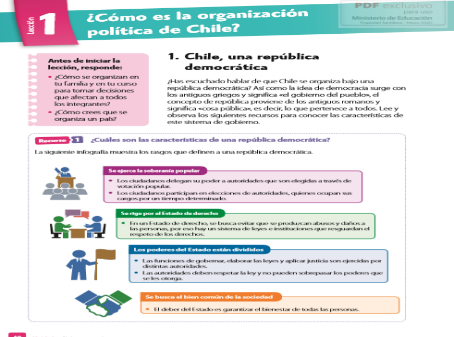 Lección 1
¿Cómo es la organización
política de Chile?
PDF exclusivo
para uso
Ministerio de Educación
Antes de iniciar la
lección, responde:
• ¿Cómo se organizan en
tu familia y en tu curso
para tomar decisiones
que afectan a todos
los integrantes?
• ¿Cómo crees que se
organiza un país?
1. Chile, una república
democrática
¿Has escuchado hablar de que Chile se organiza bajo una
república democrática? Así como la idea de democracia surge con
los antiguos griegos y significa «el gobierno del pueblo», el
concepto de república proviene de los antiguos romanos y
significa «cosa pública», es decir, lo que pertenece a todos. Lee y
observa los siguientes recursos para conocer las características de
este sistema de gobierno.
Recurso 1 ¿Cuáles son las características de una república democrática?
La siguiente infografía muestra los rasgos que definen a una república democrática.
Se ejerce la soberanía popular
• Los ciudadanos delegan su poder a autoridades que son elegidas a través de
votación popular.
• Los ciudadanos participan en elecciones de autoridades, quienes ocupan sus
cargos por un tiempo determinado.
Se rige por el Estado de derecho
• En un Estado de derecho, se busca evitar que se produzcan abusos y daños a
las personas, por eso hay un sistema de leyes e instituciones que resguardan el
respeto de los derechos.
Los poderes del Estado están divididos
• Las funciones de gobernar, elaborar las leyes y aplicar justicia son ejercidas por
distintas autoridades.
• Las autoridades deben respetar la ley y no pueden sobrepasar los poderes que
se les otorga.
Se busca el bien común de la sociedad
• El deber del Estado es garantizar el bienestar de todas las personas.